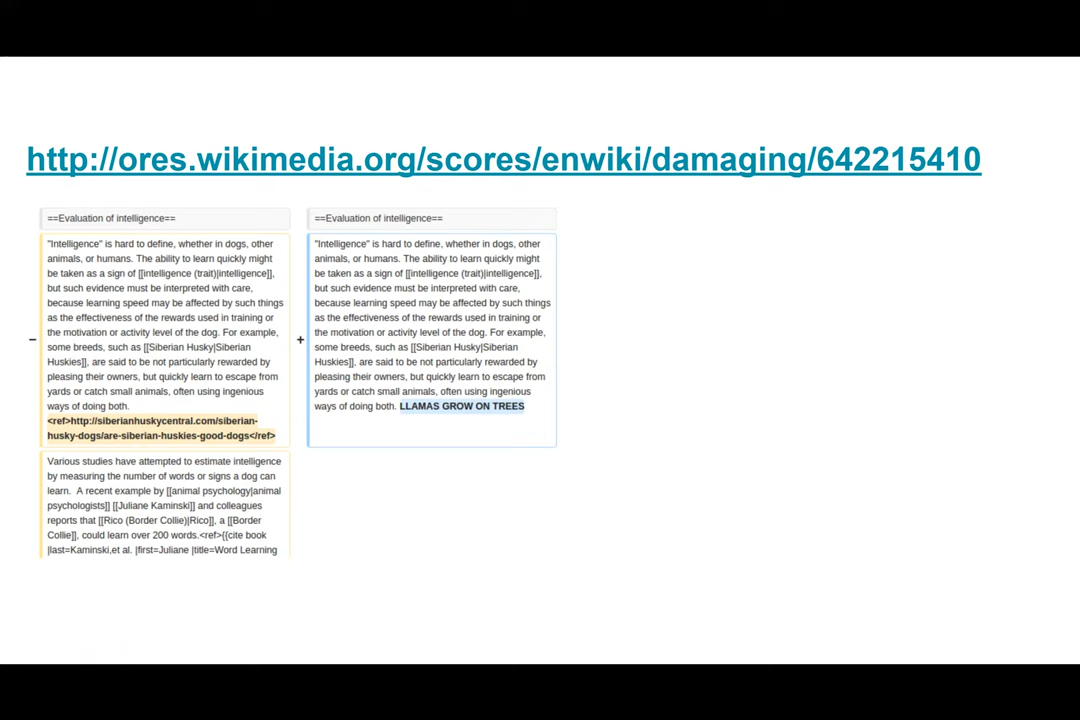 http://ores.wikimedia.org/scores/enwiki/damaging/642215410
==Evaluation of intelligence==
"Intelligence" is hard to define, whether in dogs, other
animals, or humans. The ability to learn quickly might
be taken as a sign of [[intelligence (trait)|intelligence]],
but such evidence must be interpreted with care,
because learning speed may be affected by such things
as the effectiveness of the rewards used in training or
the motivation or activity level of the dog. For example,
− some breeds, such as [[Siberian Husky|Siberian
Huskies]], are said to be not particularly rewarded by
pleasing their owners, but quickly learn to escape from
yards or catch small animals, often using ingenious
ways of doing both.
<ref>http://siberianhuskycentral.com/siberian-
husky-dogs/are-siberian-huskies-good-dogs</ref>
Various studies have attempted to estimate intelligence
by measuring the number of words or signs a dog can
learn.  A recent example by [[animal psychology|animal
psychologists]] [[Juliane Kaminski]] and colleagues
reports that [[Rico (Border Collie)|Rico]], a [[Border
Collie]], could learn over 200 words.<ref>{{cite book
|last=Kaminski,et al. |first=Juliane |title=Word Learning
==Evaluation of intelligence==
"Intelligence" is hard to define, whether in dogs, other
animals, or humans. The ability to learn quickly might
be taken as a sign of [[intelligence (trait)|intelligence]],
but such evidence must be interpreted with care,
because learning speed may be affected by such things
as the effectiveness of the rewards used in training or
the motivation or activity level of the dog. For example,
+ some breeds, such as [[Siberian Husky|Siberian
Huskies]], are said to be not particularly rewarded by
pleasing their owners, but quickly learn to escape from
yards or catch small animals, often using ingenious
ways of doing both. LLAMAS GROW ON TREES